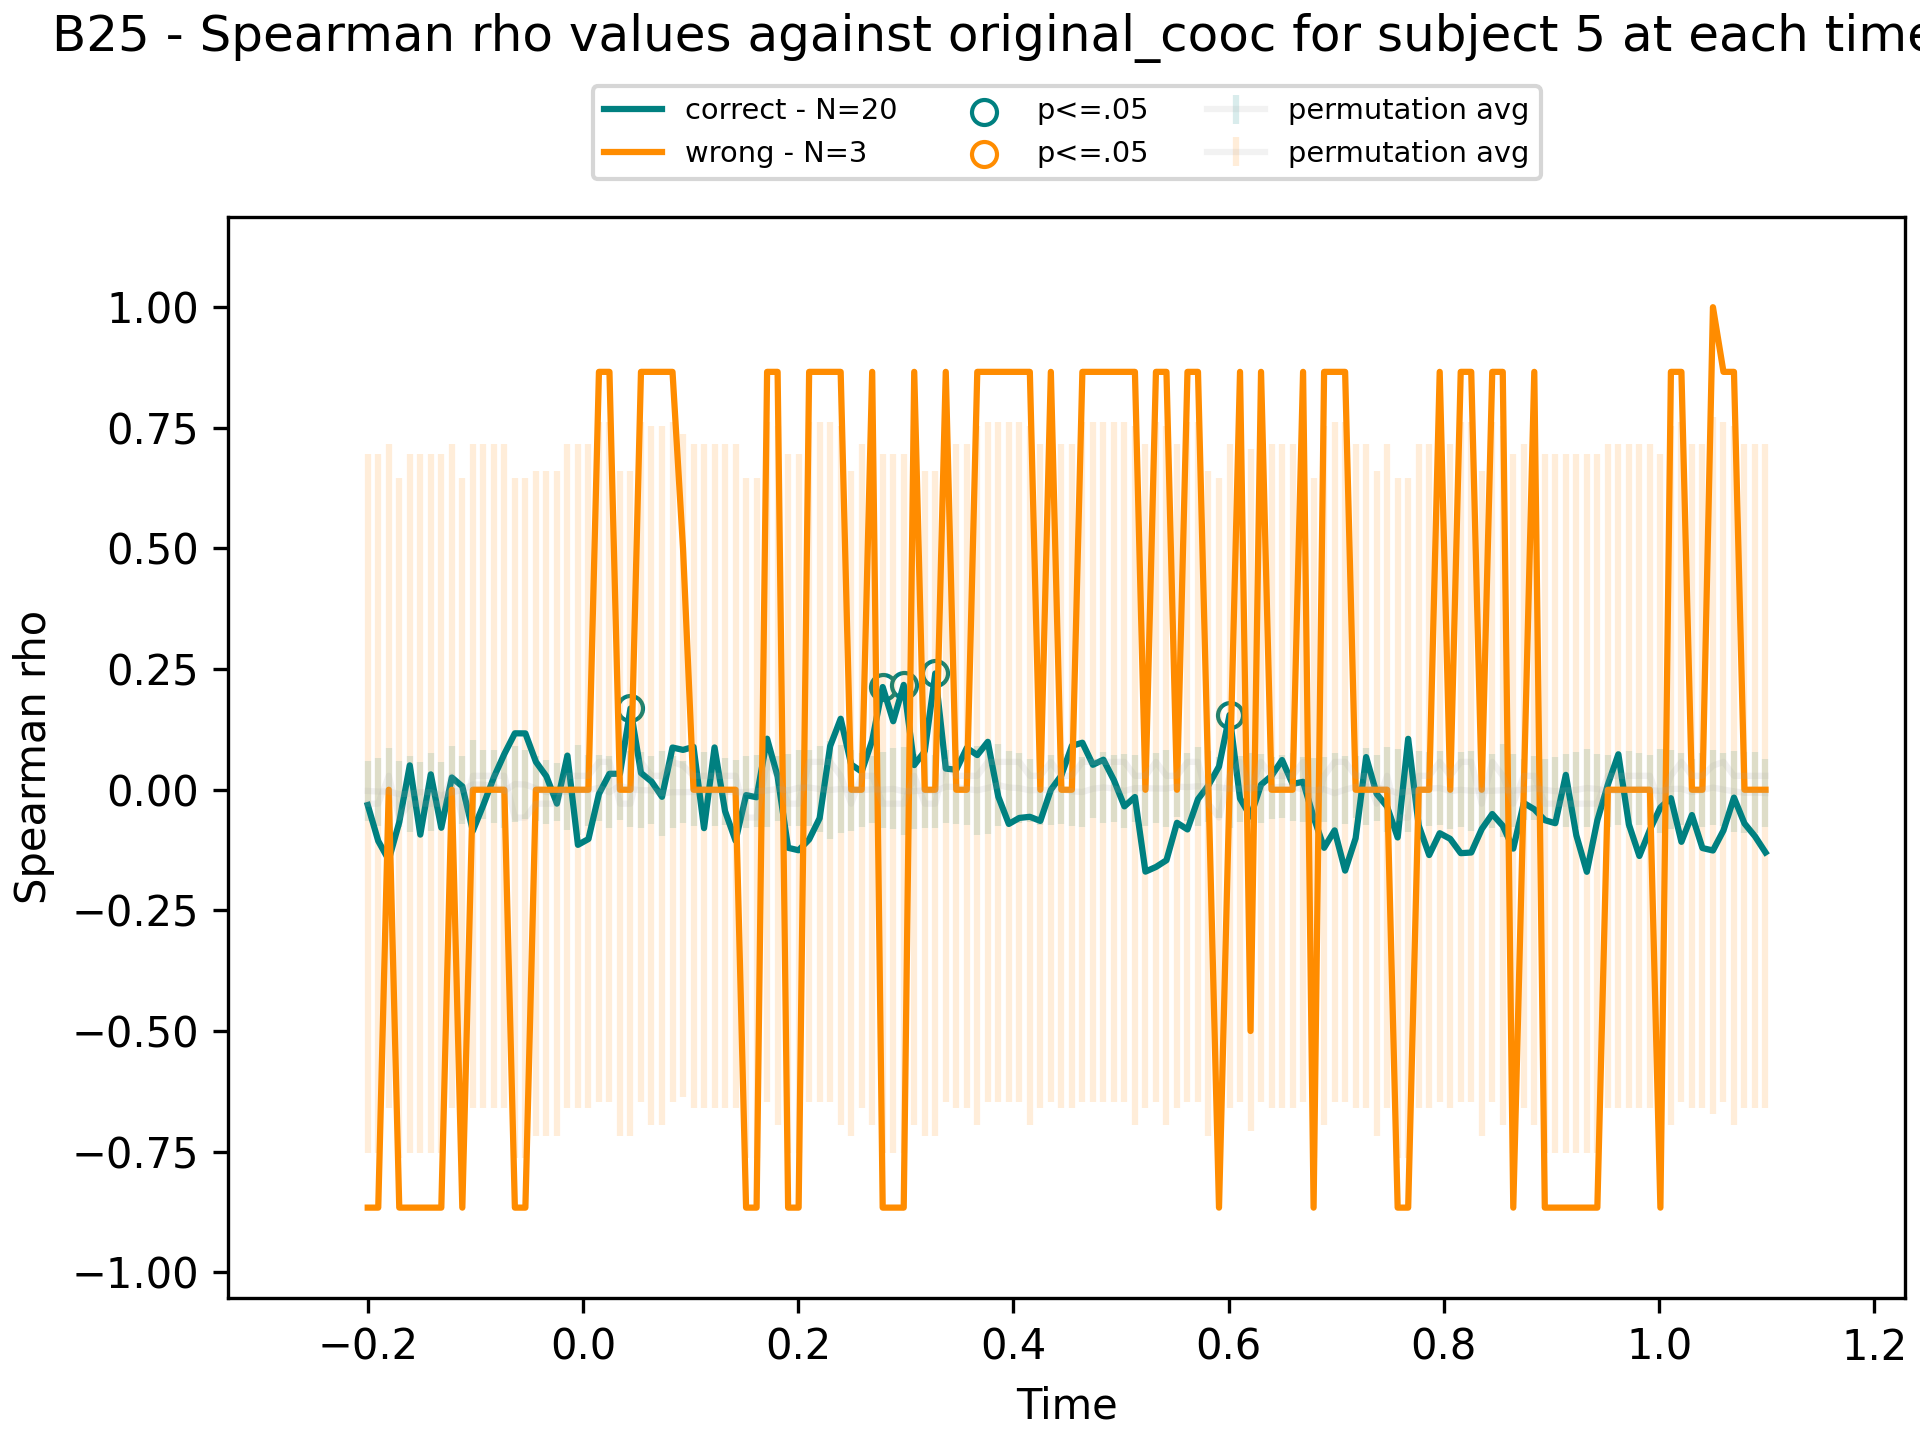 B25 - Spearman rho values against original_cooc for subject 5 at each time
correct - N=20
wrong - N=3
p<=.05
p<=.05
permutation avg
permutation avg
1.00
0.75
0.50
0.25
0.00
−0.25
−0.50
−0.75
−1.00
Spearman rho
−0.2 0.0 0.2 0.4 0.6 0.8 1.0 1.2
Time